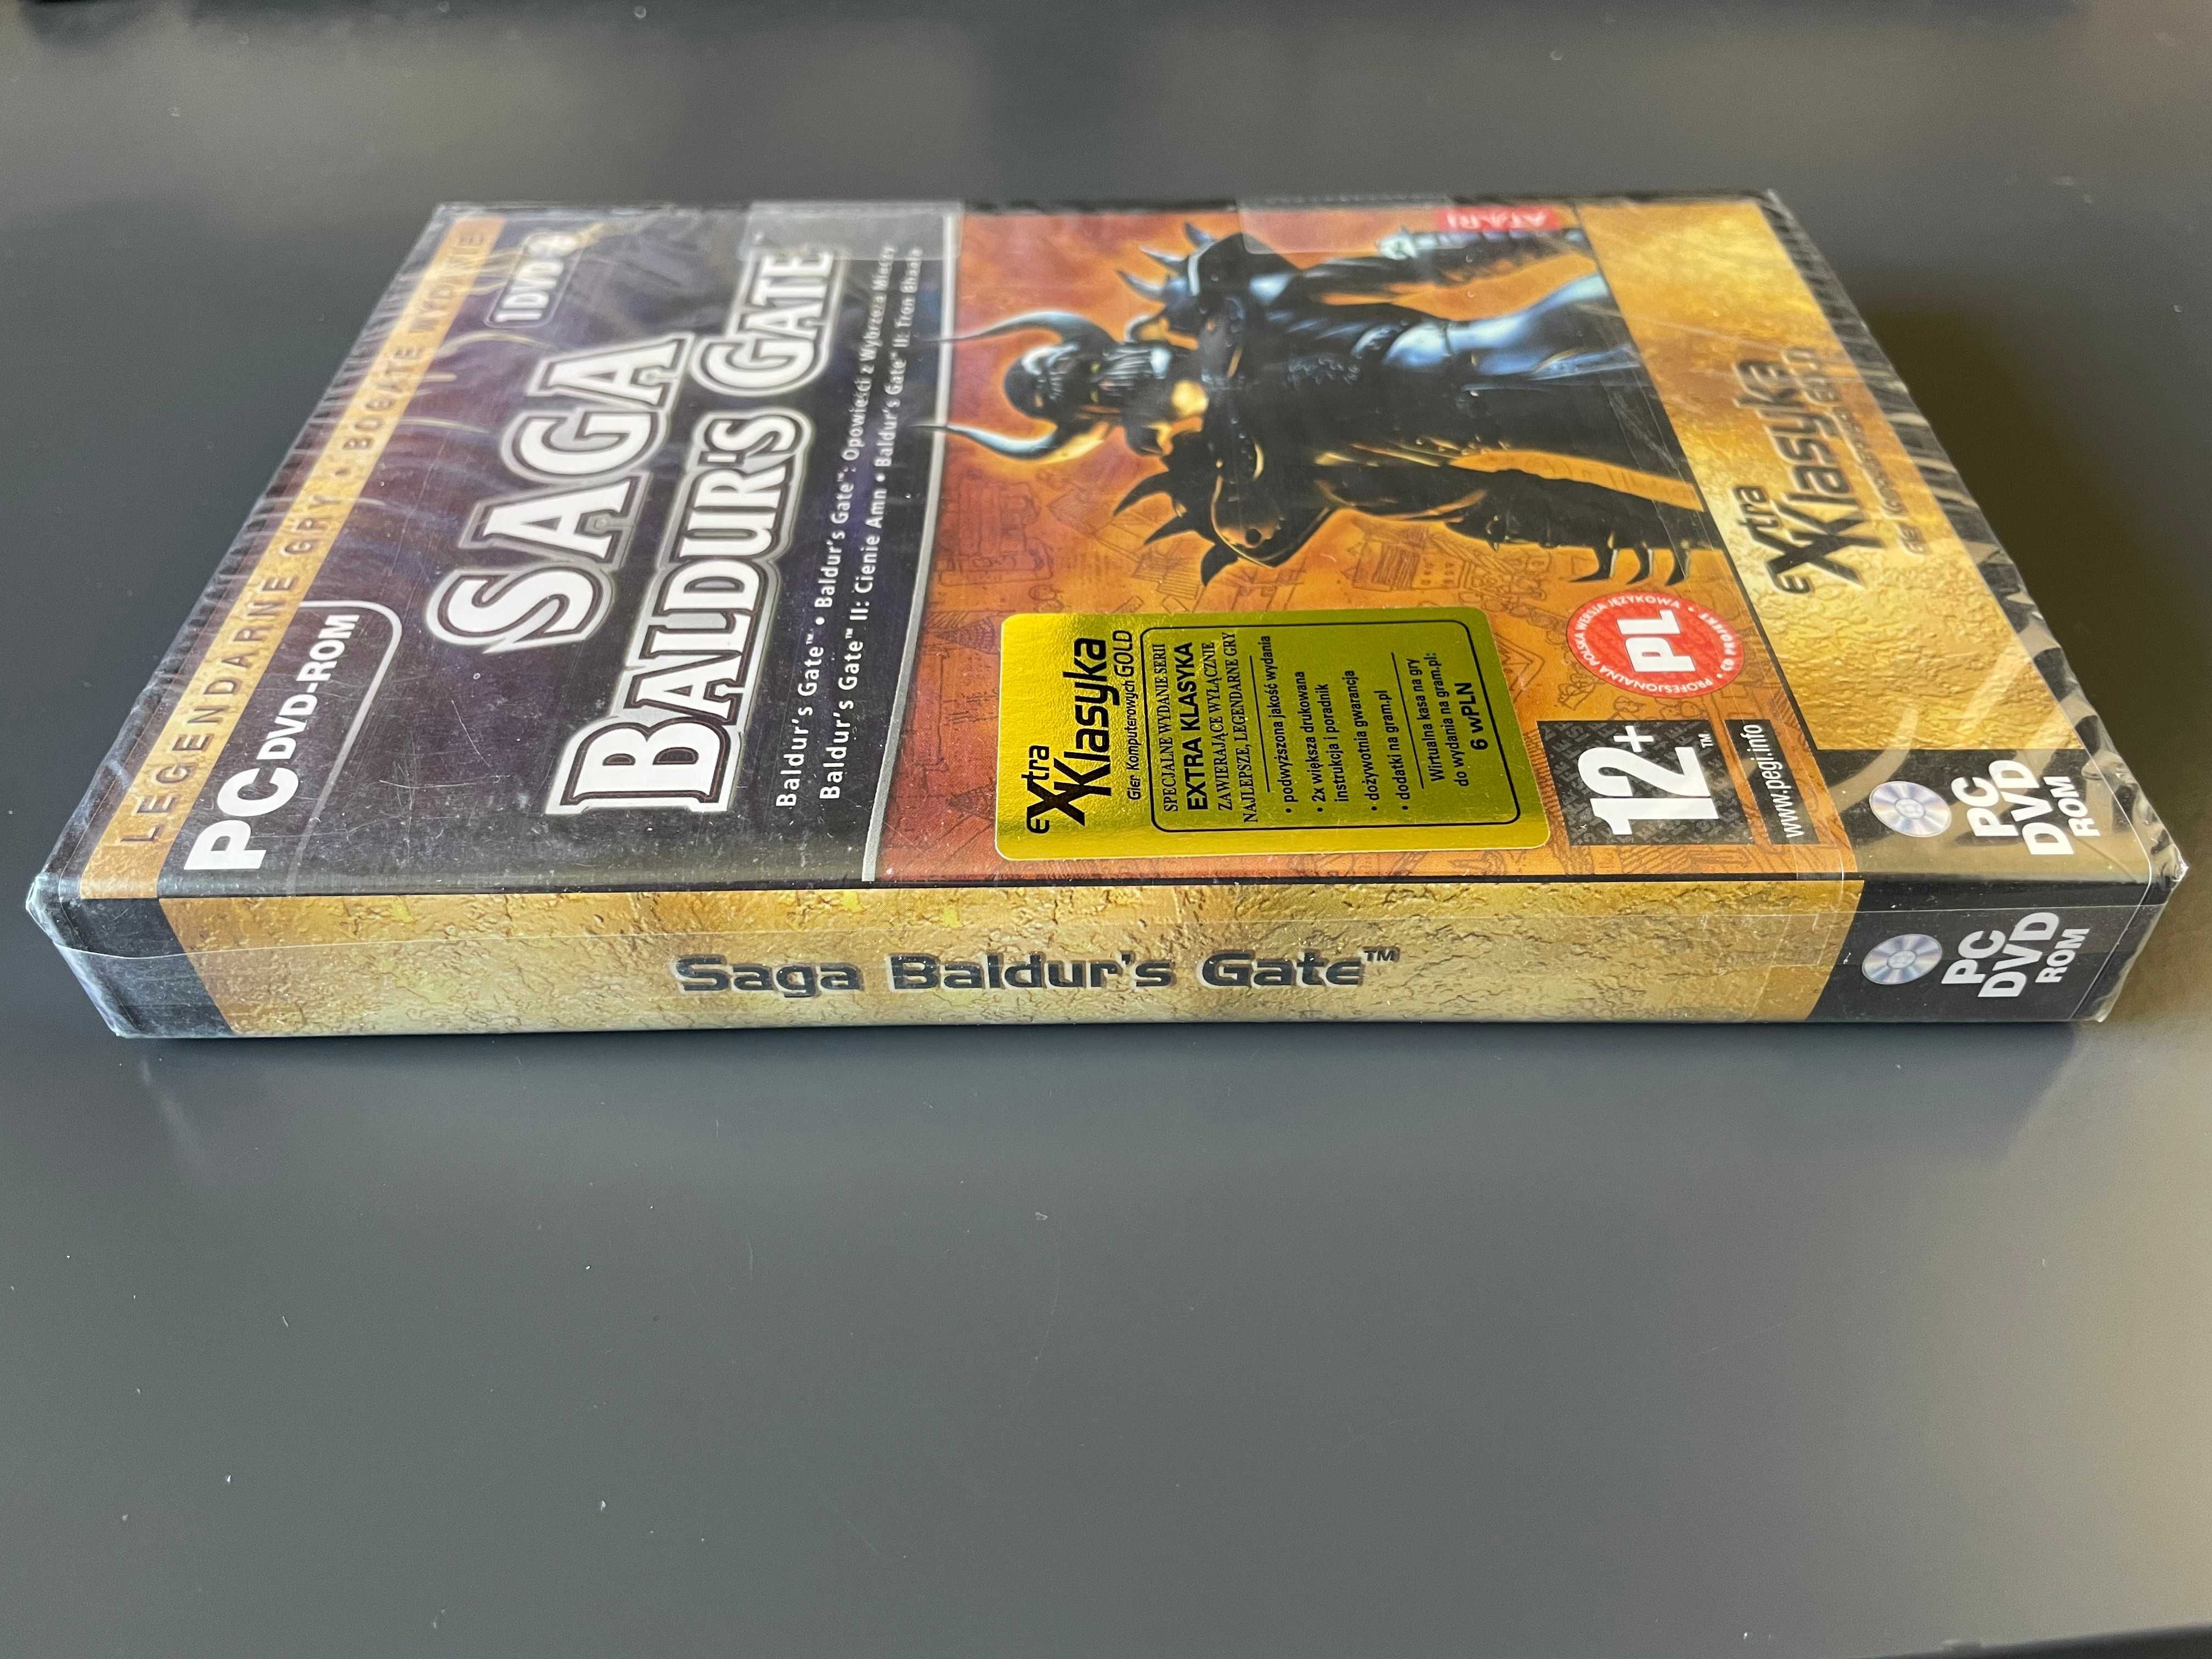 LEGENDARNE GRY • BOGATE WYDANIE
PC DVD-ROM
1DVD
SAGA
BALDUR'S GATE
Baldur's Gate™ • Baldur's Gate™: Opowieści z Wybrzeża Mieczy
Baldur's Gate™ II: Cienie Amn • Baldur's Gate™ II: Tron Bhaala
ATARI
eXtra
Klasyka
Gier Komputerowych GOLD
SPECJALNE WYDANIE SERII
EXTRA KLASYKA
ZAWIERAJĄCE WYŁĄCZNIE
NAJLEPSZE, LEGENDARNE GRY
• podwyższona jakość wydania
• 2x większa drukowana
instrukcja i poradnik
• dożywotnia gwarancja
• dodatki na gram.pl
Wirtualna kasa na gry
do wydania na gram.pl:
6 wPLN
PROFESJONALNA POLSKA WERSJA JĘZYKOWA • CD PROJEKT •
PL
12+
™
www.pegi.info
eXtra
Klasyka
PC
DVD
ROM
Saga Baldur's Gate™
PC
DVD
ROM